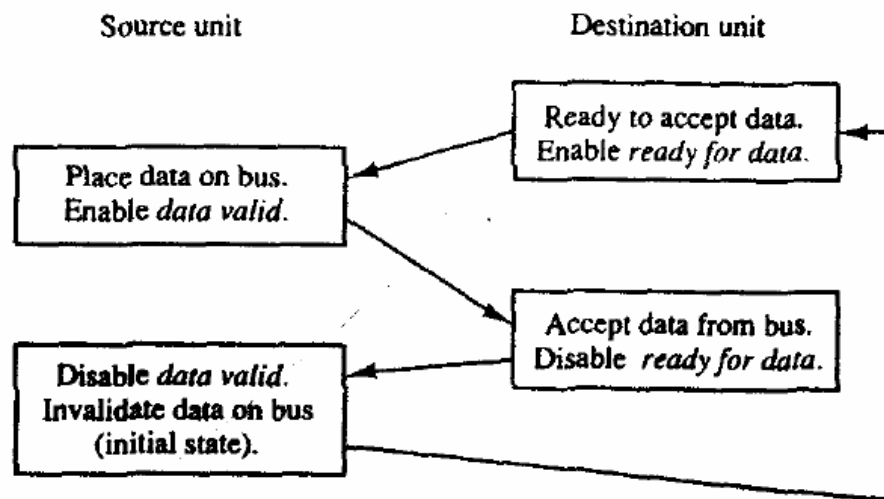 Source unit
Destination unit
Ready to accept data.
Enable ready for data.
Place data on bus.
Enable data valid.
Accept data from bus.
Disable ready for data.
Disable data valid.
Invalidate data on bus
(initial state).